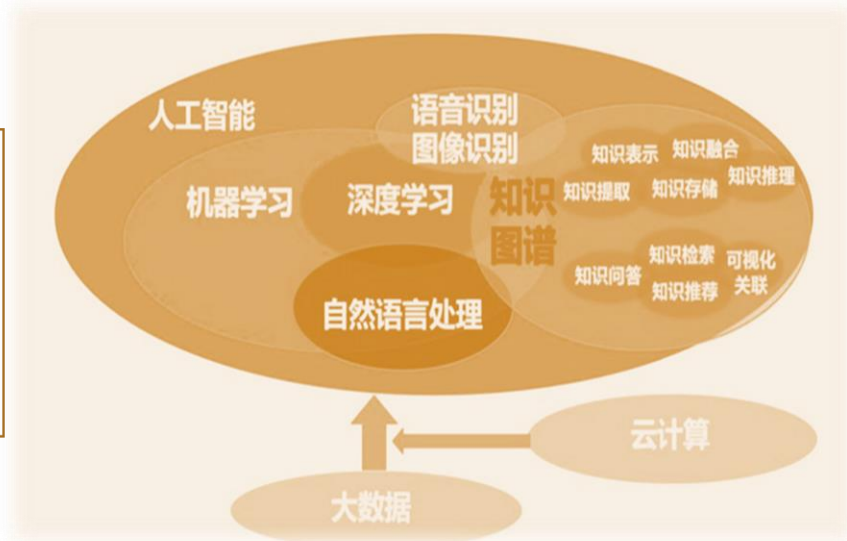 人工智能
语音识别
图像识别
机器学习
深度学习
知识
图谱
自然语言处理
知识表示
知识融合
知识提取
知识存储
知识推理
知识问答
知识检索
知识推荐
可视化
关联
云计算
大数据